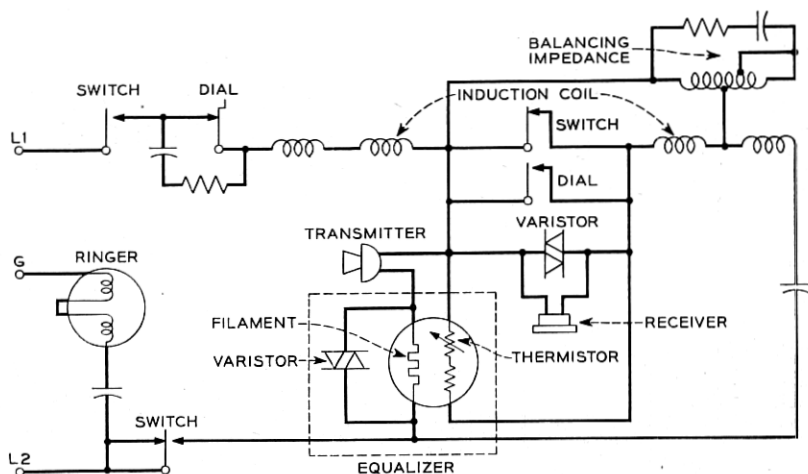 BALANCING
IMPEDANCE
SWITCH
DIAL
INDUCTION COIL
SWITCH
L1
DIAL
VARISTOR
TRANSMITTER
G
RINGER
FILAMENT
RECEIVER
VARISTOR
THERMISTOR
SWITCH
L2
EQUALIZER